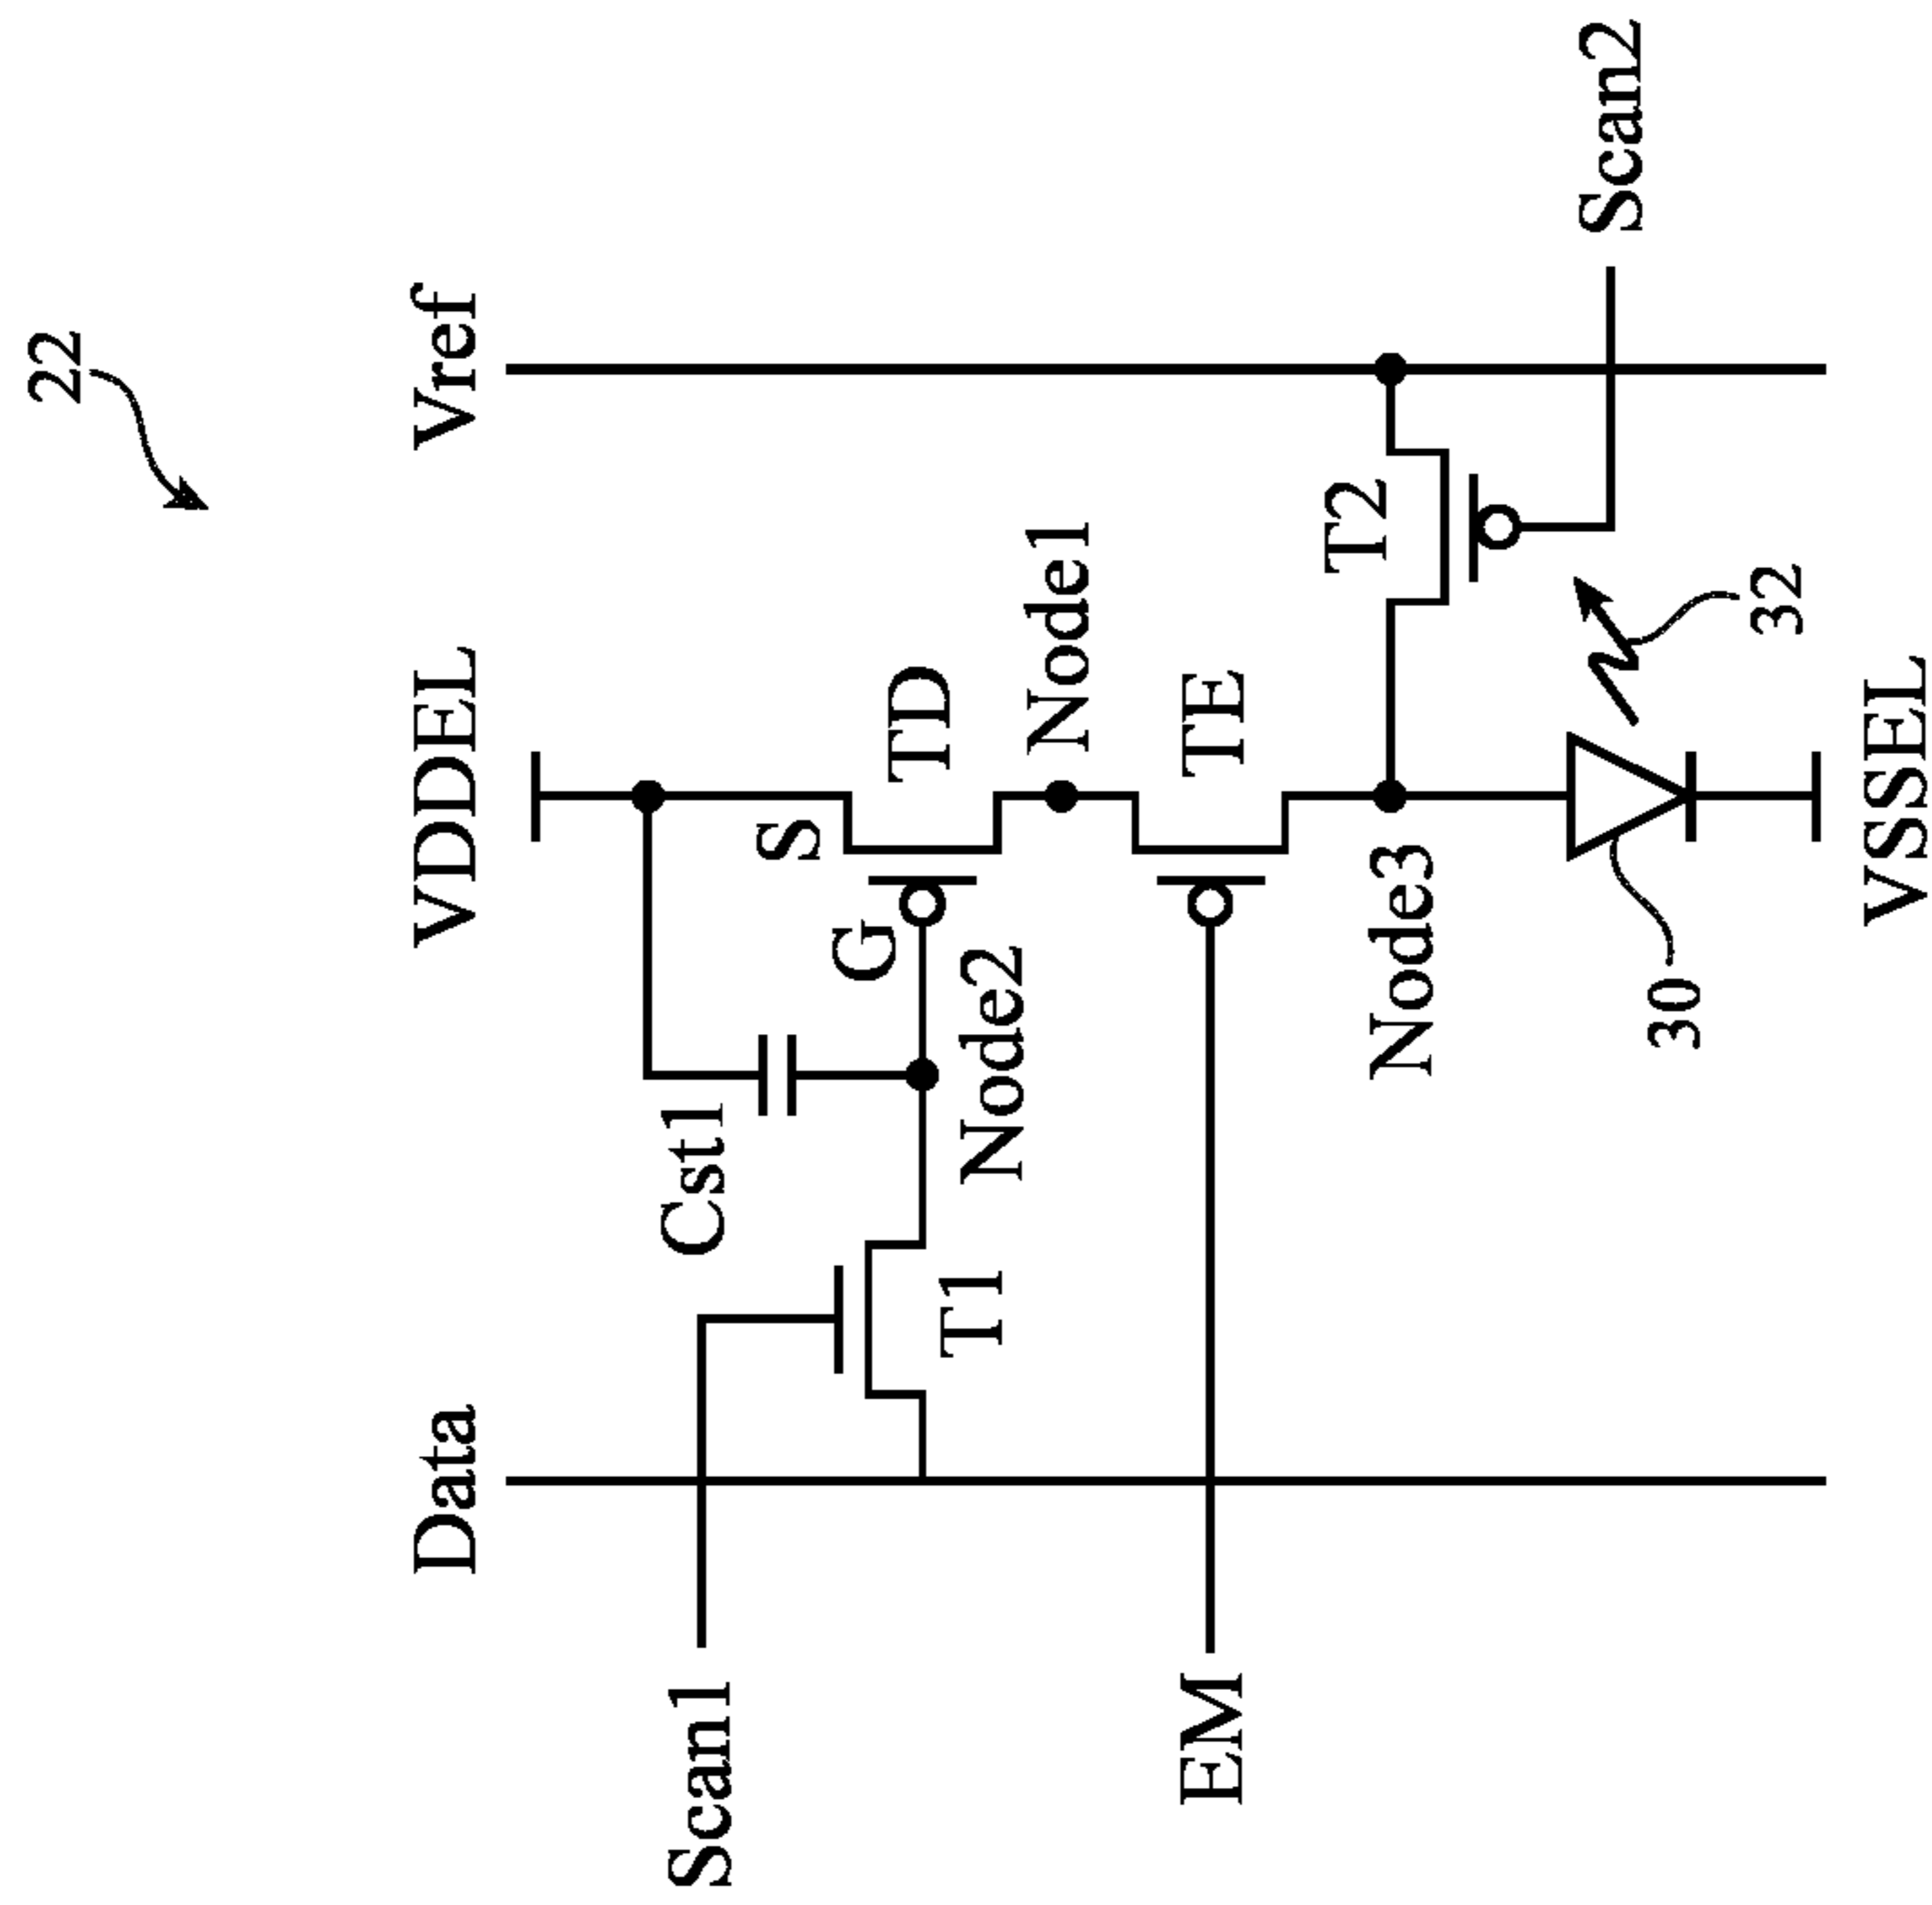 22
Data
VDDEL
Vref
Scan1
Cst1
S
G
TD
T1
Node2
Node1
EM
TE
T2
Node3
Scan2
30
32
VSSEL